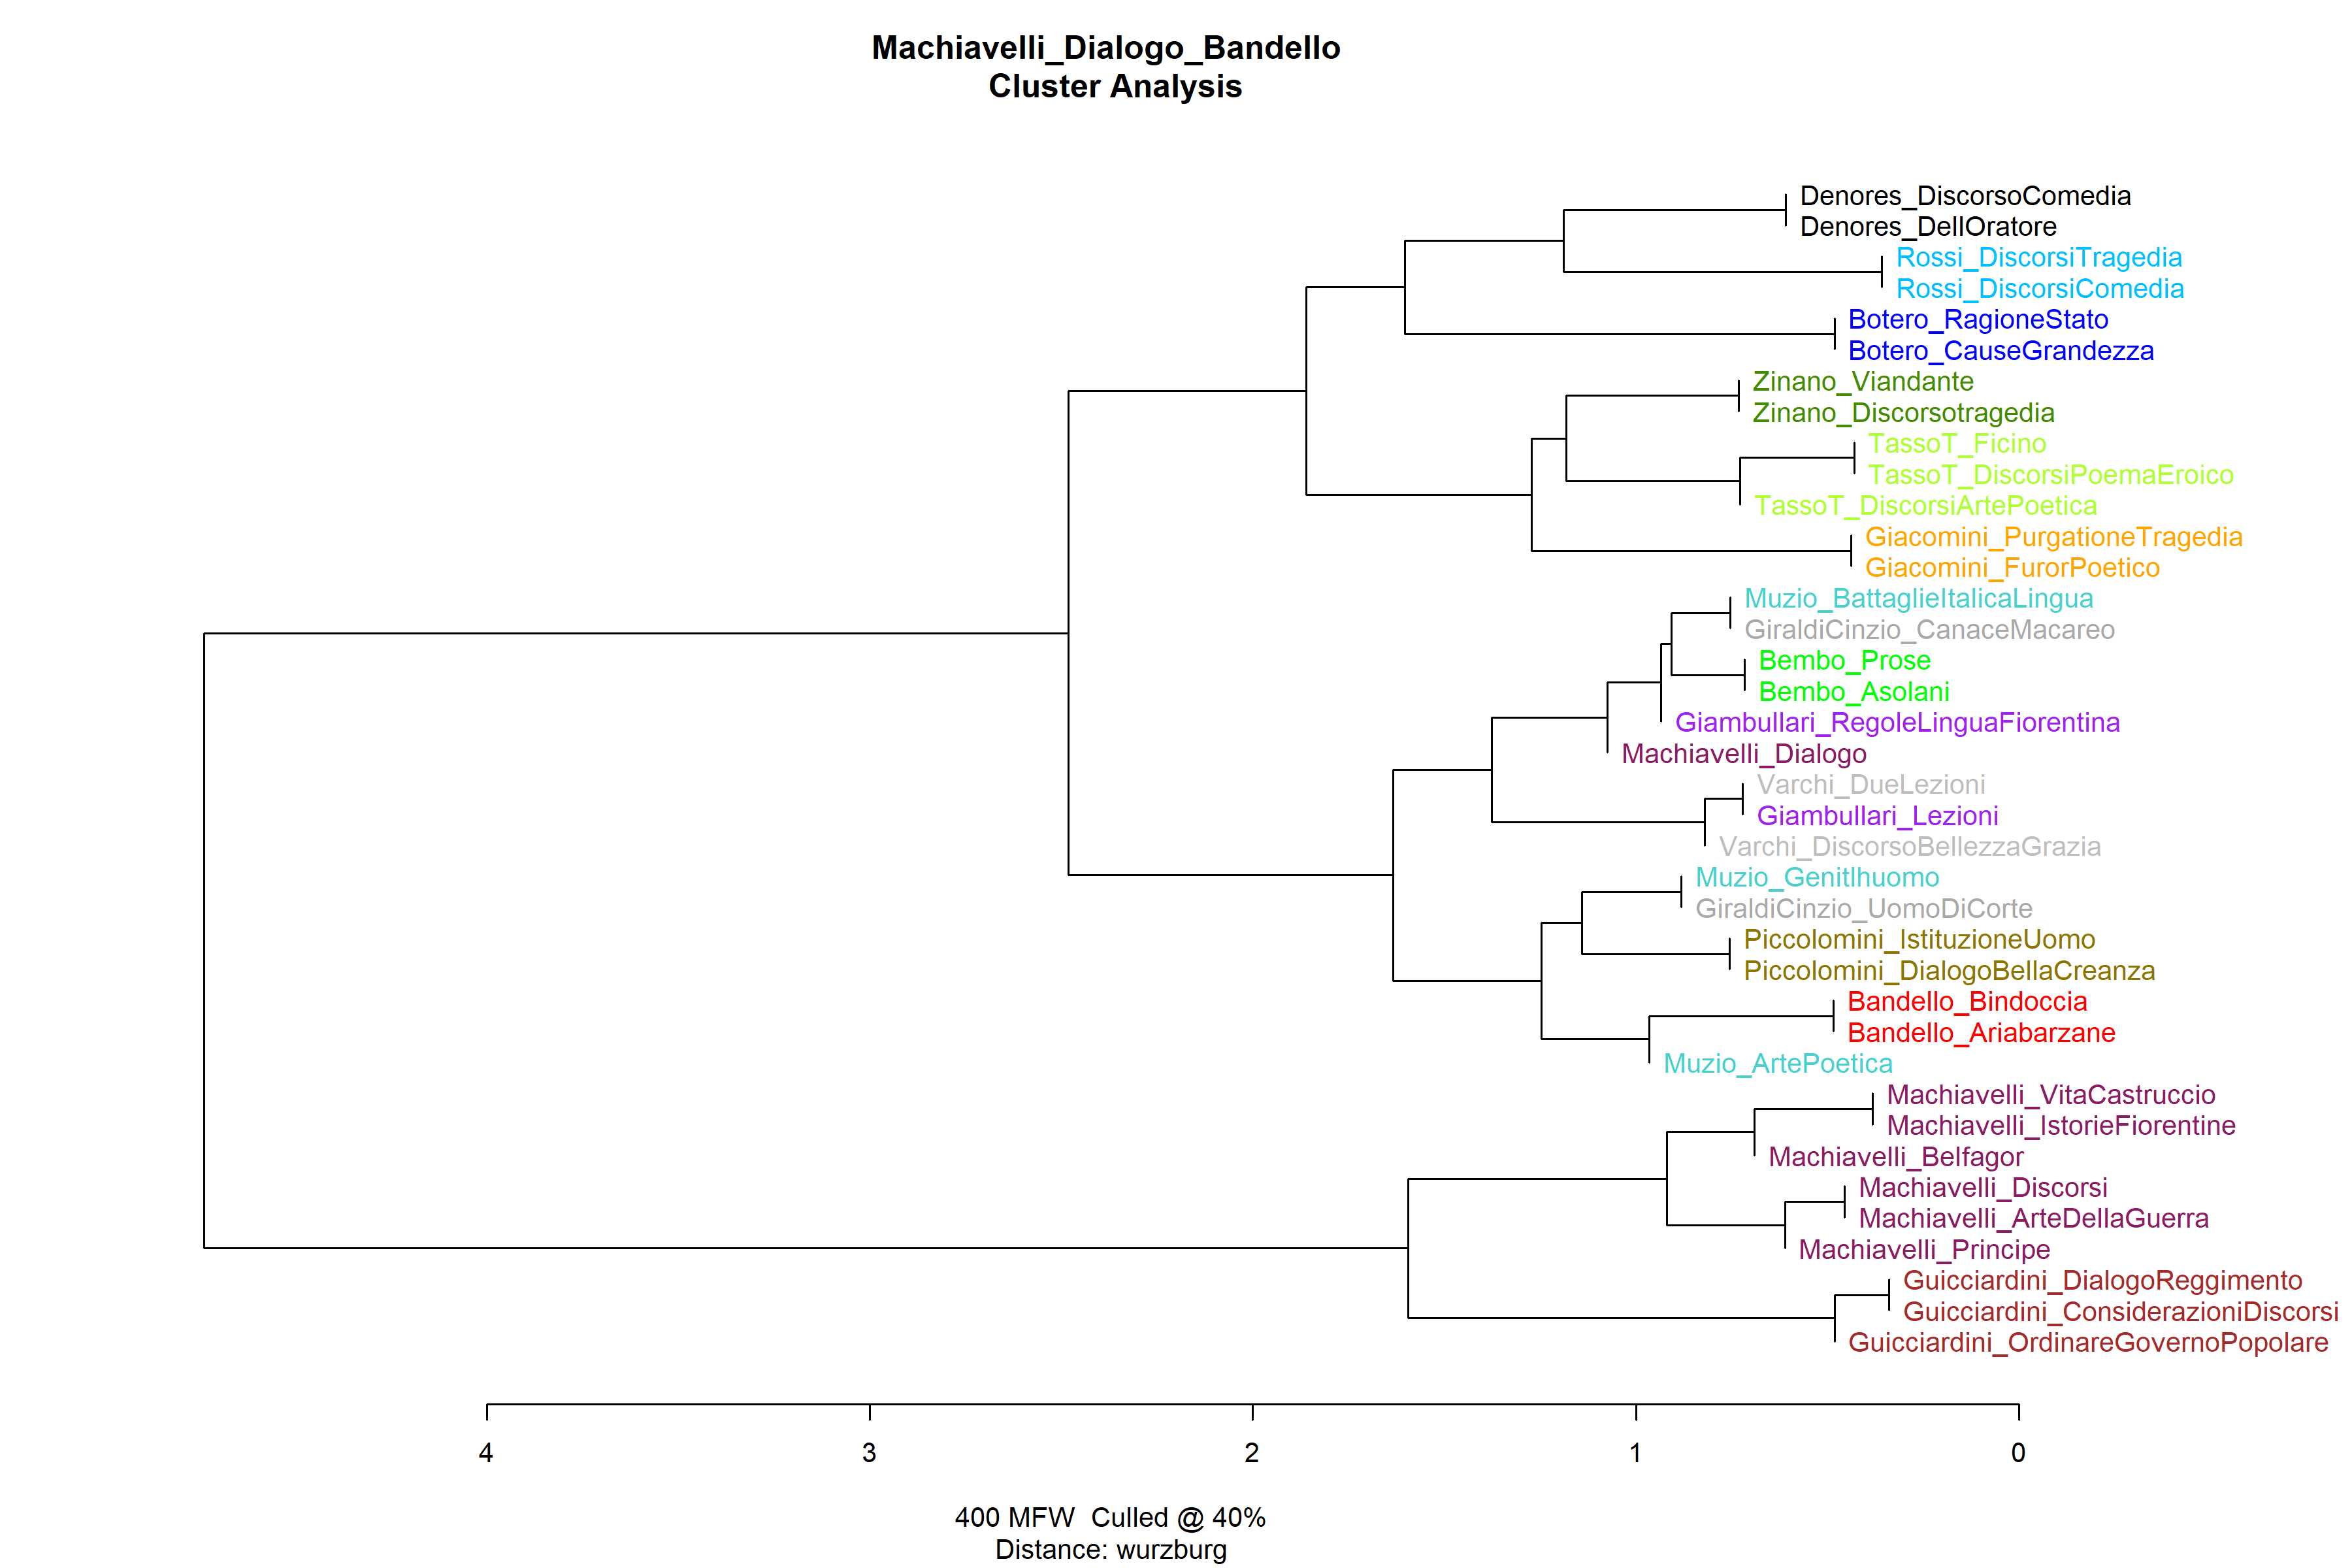 Machiavelli_Dialogo_Bandello
Cluster Analysis
Denores_DiscorsoComedia
Denores_DellOratore
Rossi_DiscorsiTragedia
Rossi_DiscorsiComedia
Botero_RagioneStato
Botero_CauseGrandezza
Zinano_Viandante
Zinano_Discorsotragedia
TassoT_Ficino
TassoT_DiscorsiPoemaEroico
TassoT_DiscorsiArtePoetica
Giacomini_PurgationeTragedia
Giacomini_FurorPoetico
Muzio_BattaglieItalicaLingua
GiraldiCinzio_CanaceMacareo
Bembo_Prose
Bembo_Asolani
Giambullari_RegoleLinguaFiorentina
Machiavelli_Dialogo
Varchi_DueLezioni
Giambullari_Lezioni
Varchi_DiscorsoBellezzaGrazia
Muzio_Genitlhuomo
GiraldiCinzio_UomoDiCorte
Piccolomini_IstituzioneUomo
Piccolomini_DialogoBellaCreanza
Bandello_Bindoccia
Bandello_Ariabarzane
Muzio_ArtePoetica
Machiavelli_VitaCastruccio
Machiavelli_IstorieFiorentine
Machiavelli_Belfagor
Machiavelli_Discorsi
Machiavelli_ArteDellaGuerra
Machiavelli_Principe
Guicciardini_DialogoReggimento
Guicciardini_ConsiderazioniDiscorsi
Guicciardini_OrdinareGovernoPopolare
4 3 2 1 0
400 MFW  Culled @ 40%
Distance: wurzburg